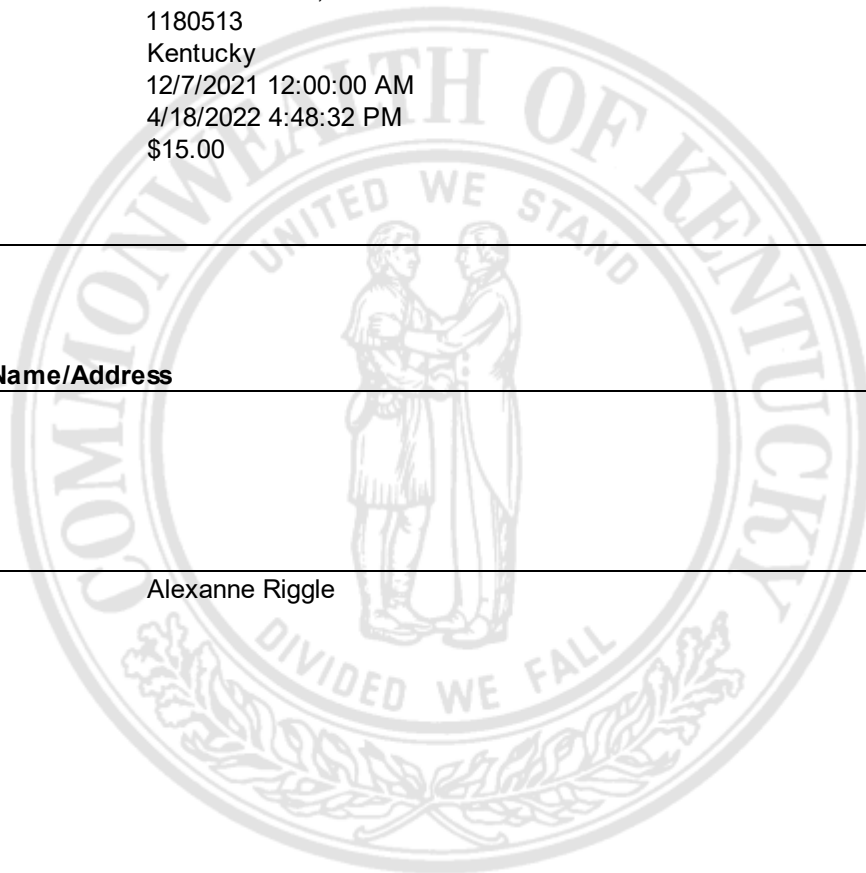 1180513
Kentucky
12/7/2021 12:00:00 AM
4/18/2022 4:48:32 PM
$15.00
COMMONWEALTH OF KENTUCKY
UNITED WE STAND
Name/Address
Alexanne Riggle
DIVIDED WE FALL